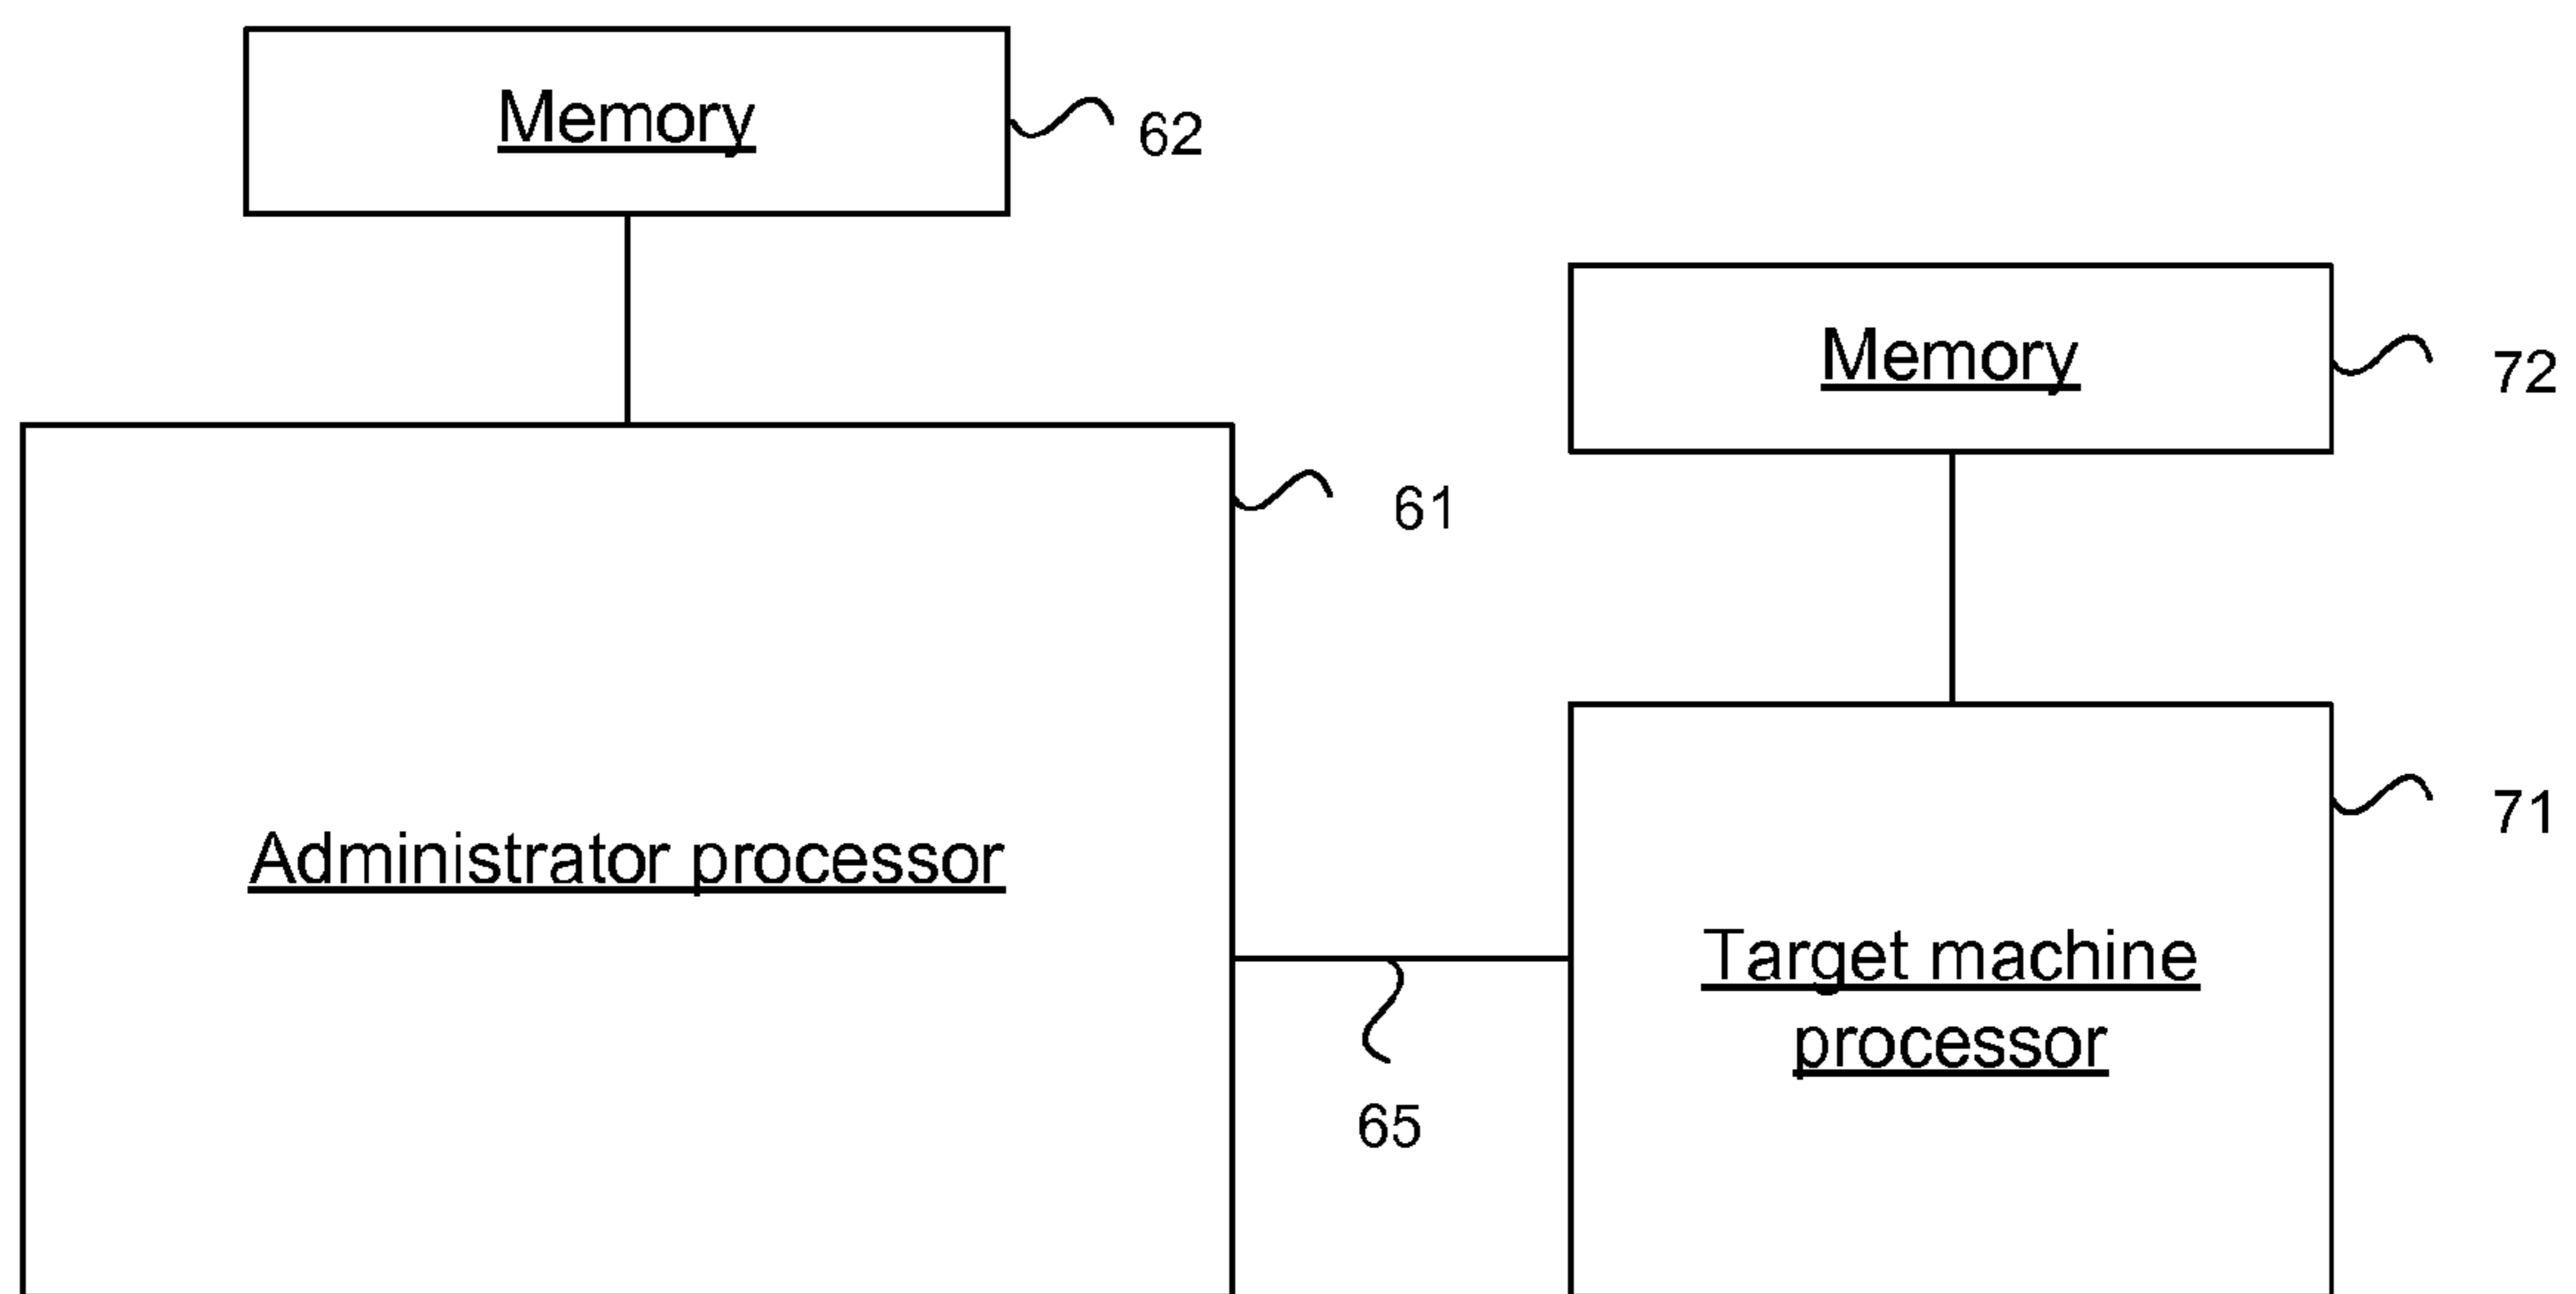 Memory
62
Memory
72
61
Administrator processor
71
Target machine
processor
65